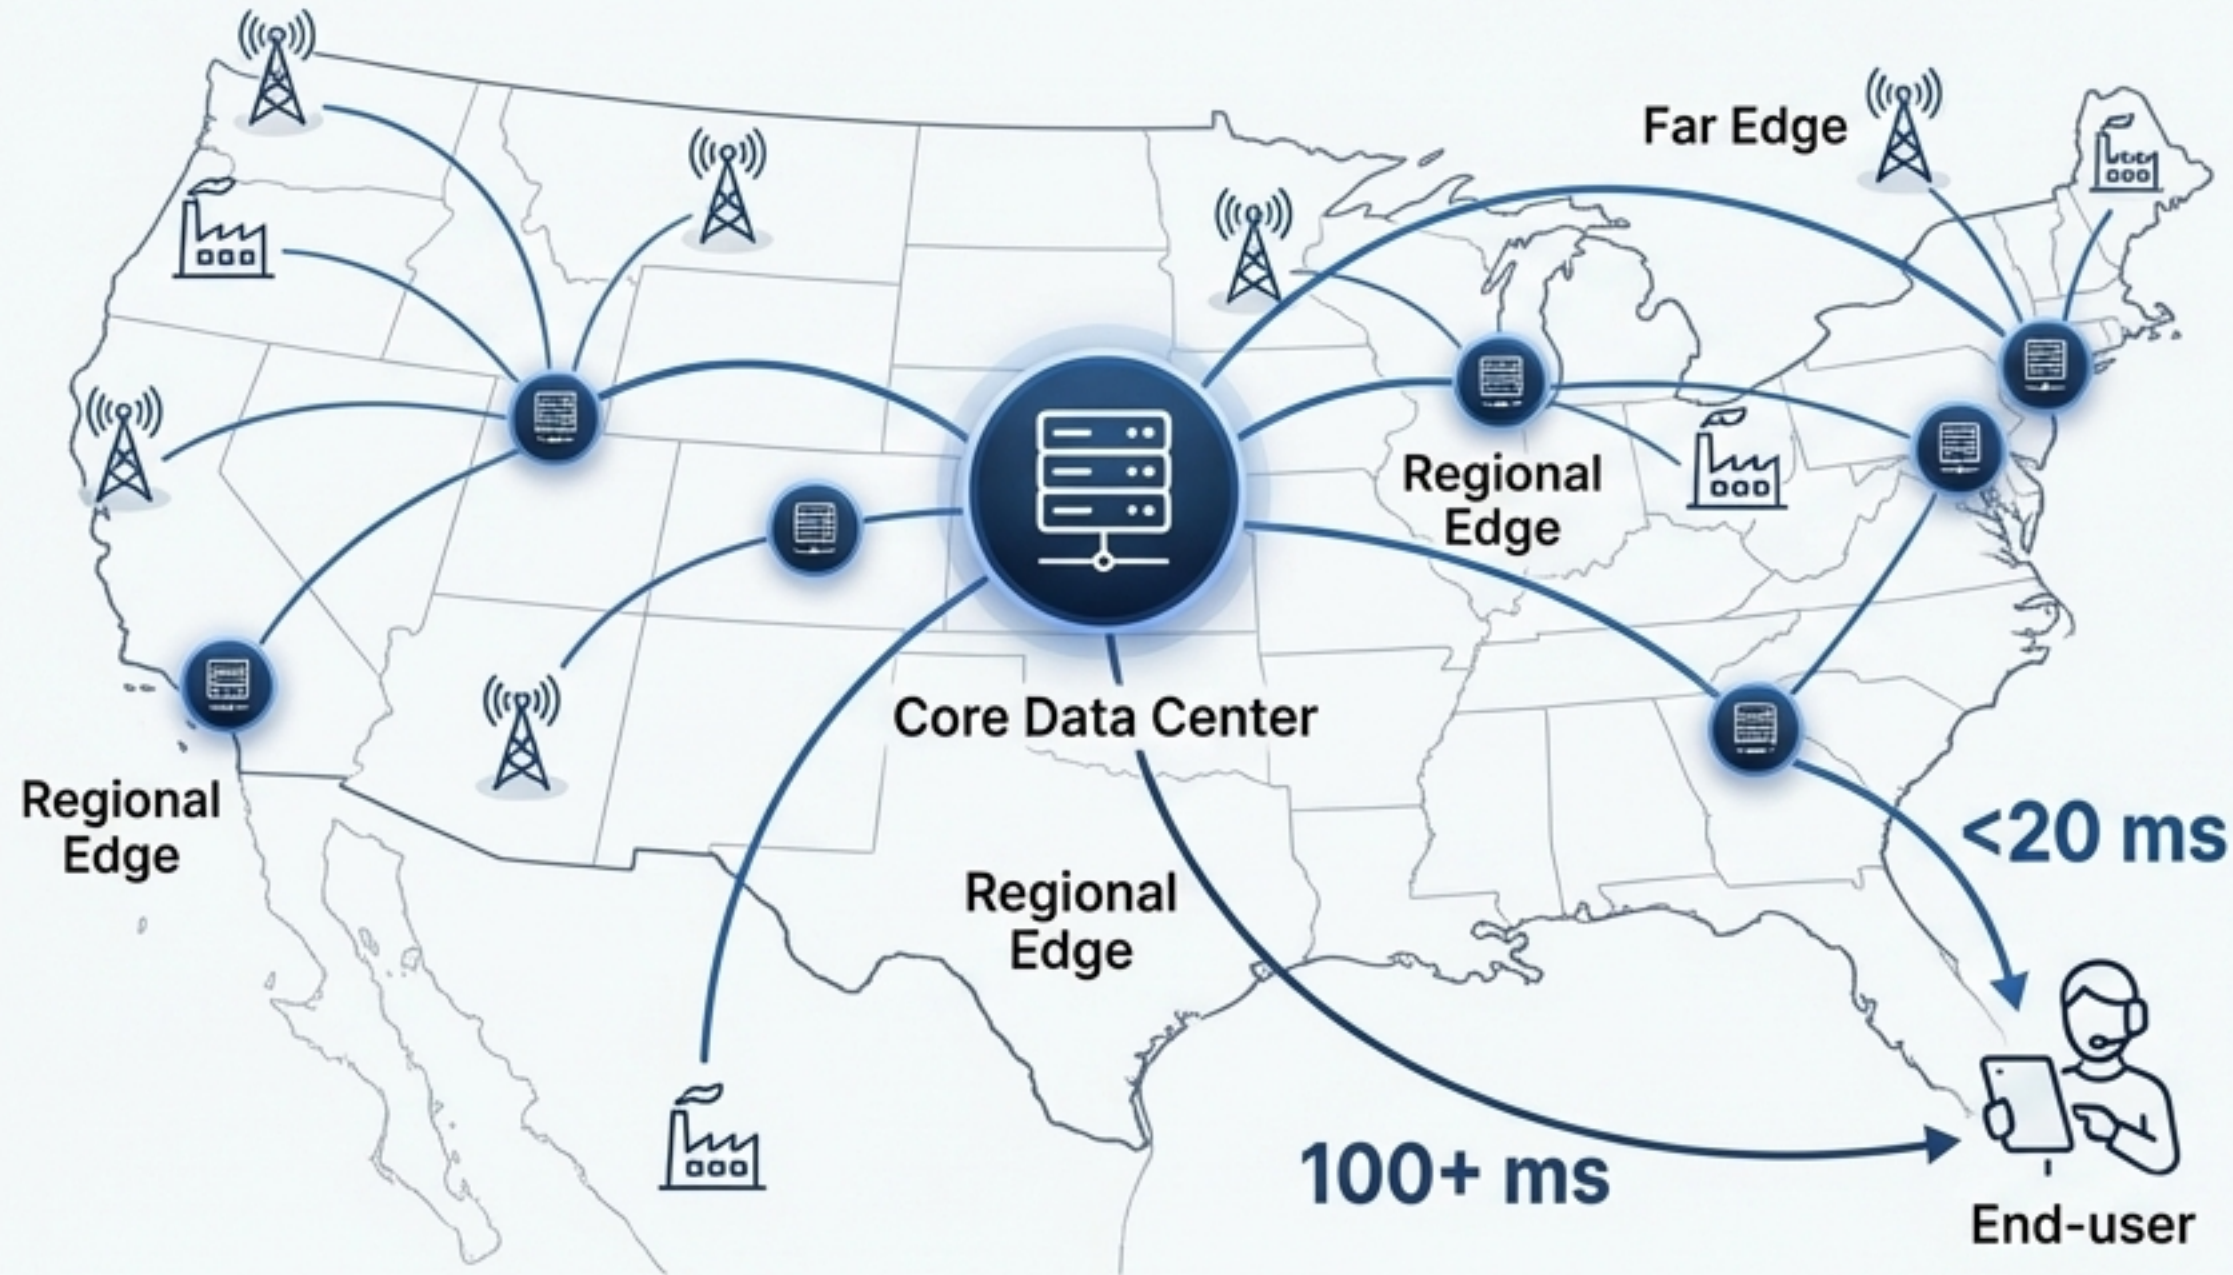 Far Edge
Regional
Edge
Core Data Center
Regional
Edge
<20 ms
Regional
Edge
100+ ms
End-user